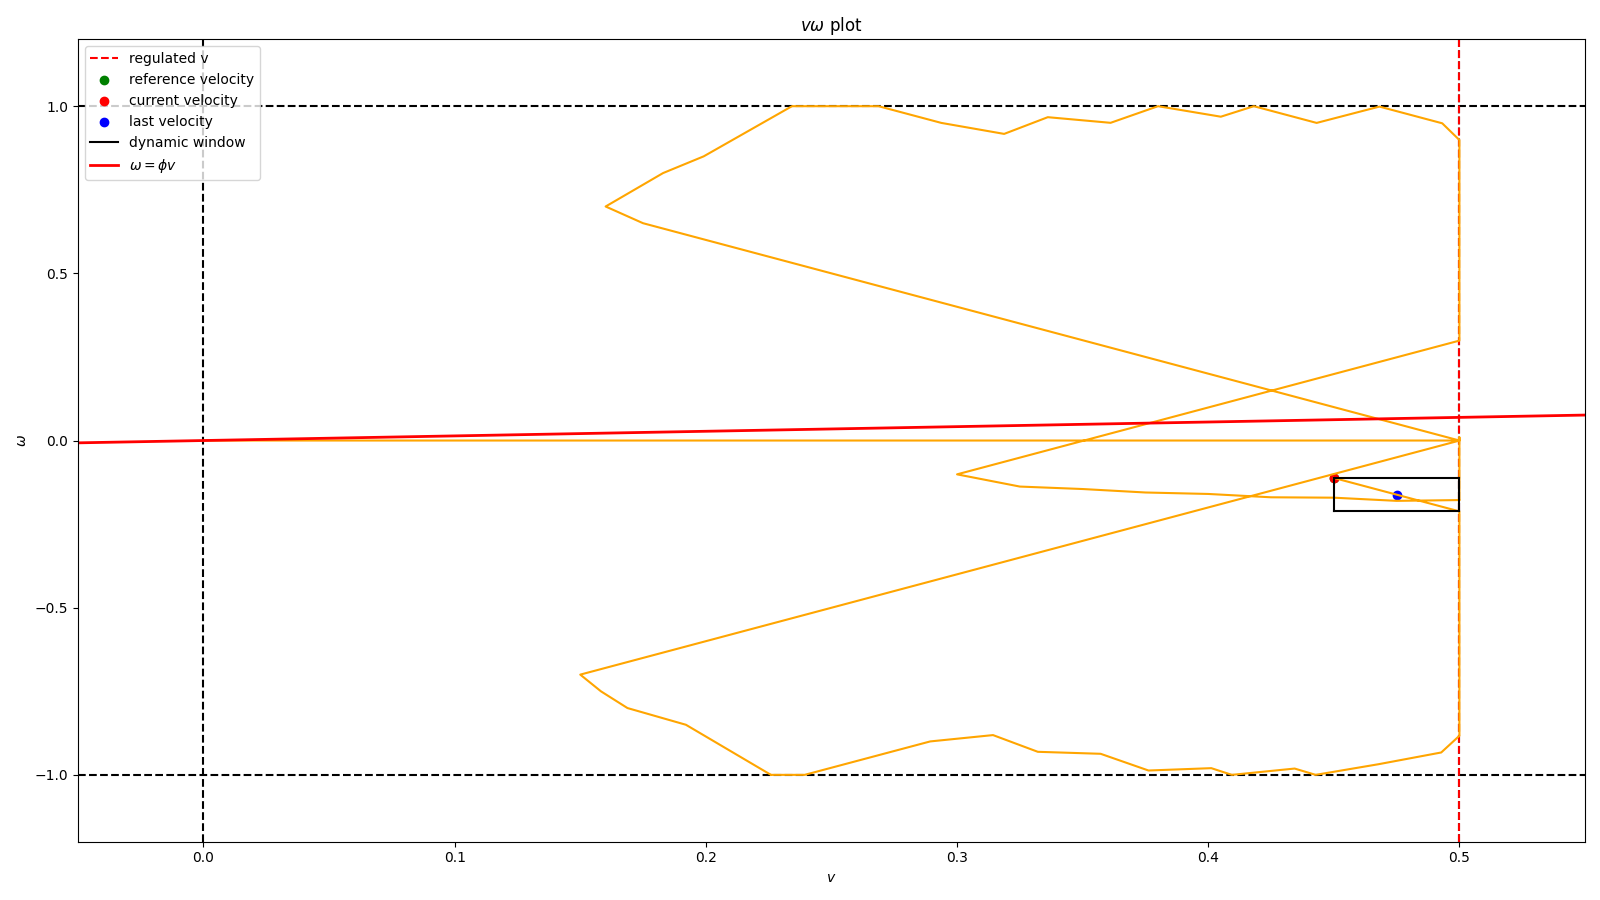 vω plot
regulated v
reference velocity
current velocity
last velocity
dynamic window
ω = ϕv
1.0
0.5
0.0
−0.5
−1.0
ω
0.0 0.1 0.2 0.3 0.4 0.5
v